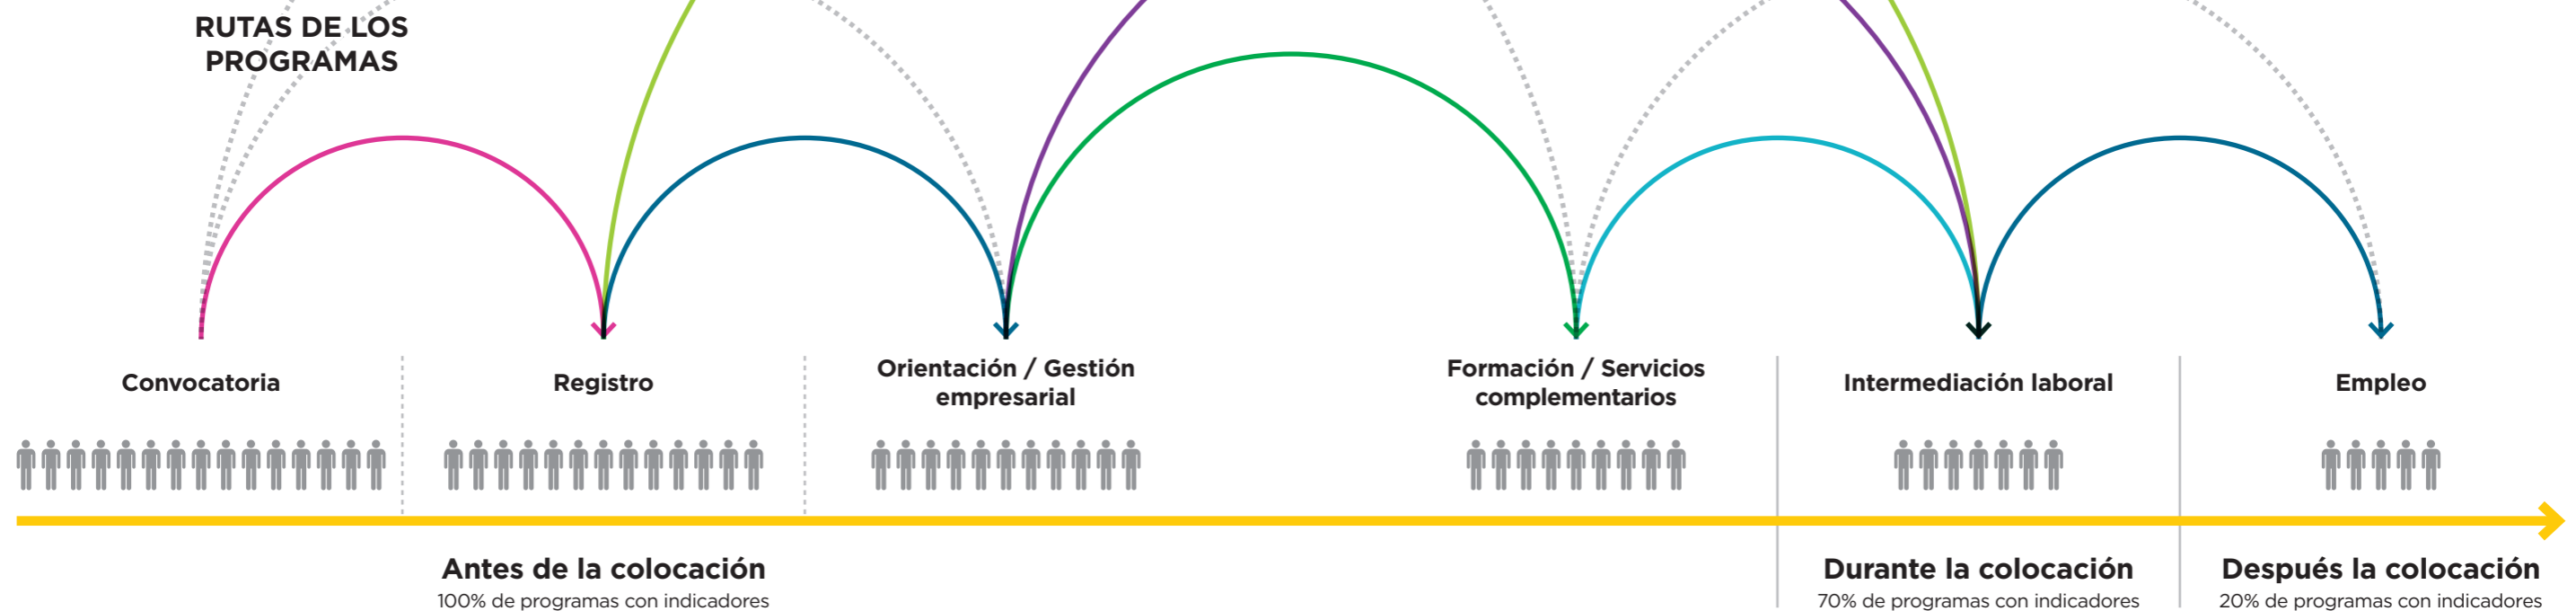 RUTAS DE LOS
PROGRAMAS
Convocatoria
Registro
Orientación / Gestión
empresarial
Formación / Servicios
complementarios
Intermediación laboral
Empleo
Antes de la colocación
100% de programas con indicadores
Durante la colocación
70% de programas con indicadores
Después la colocación
20% de programas con indicadores